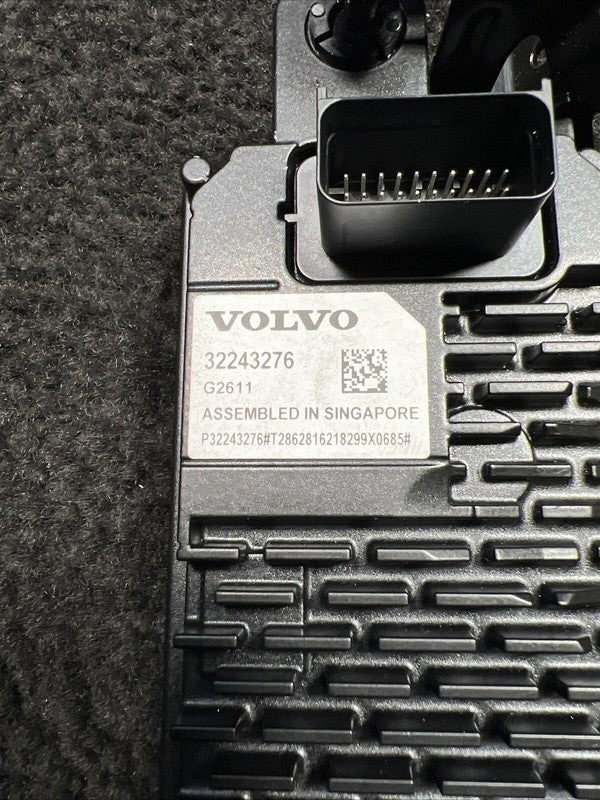 VOLVO
32243276
G2611
ASSEMBLED IN SINGAPORE
P32243276#T2862816218299X0685#